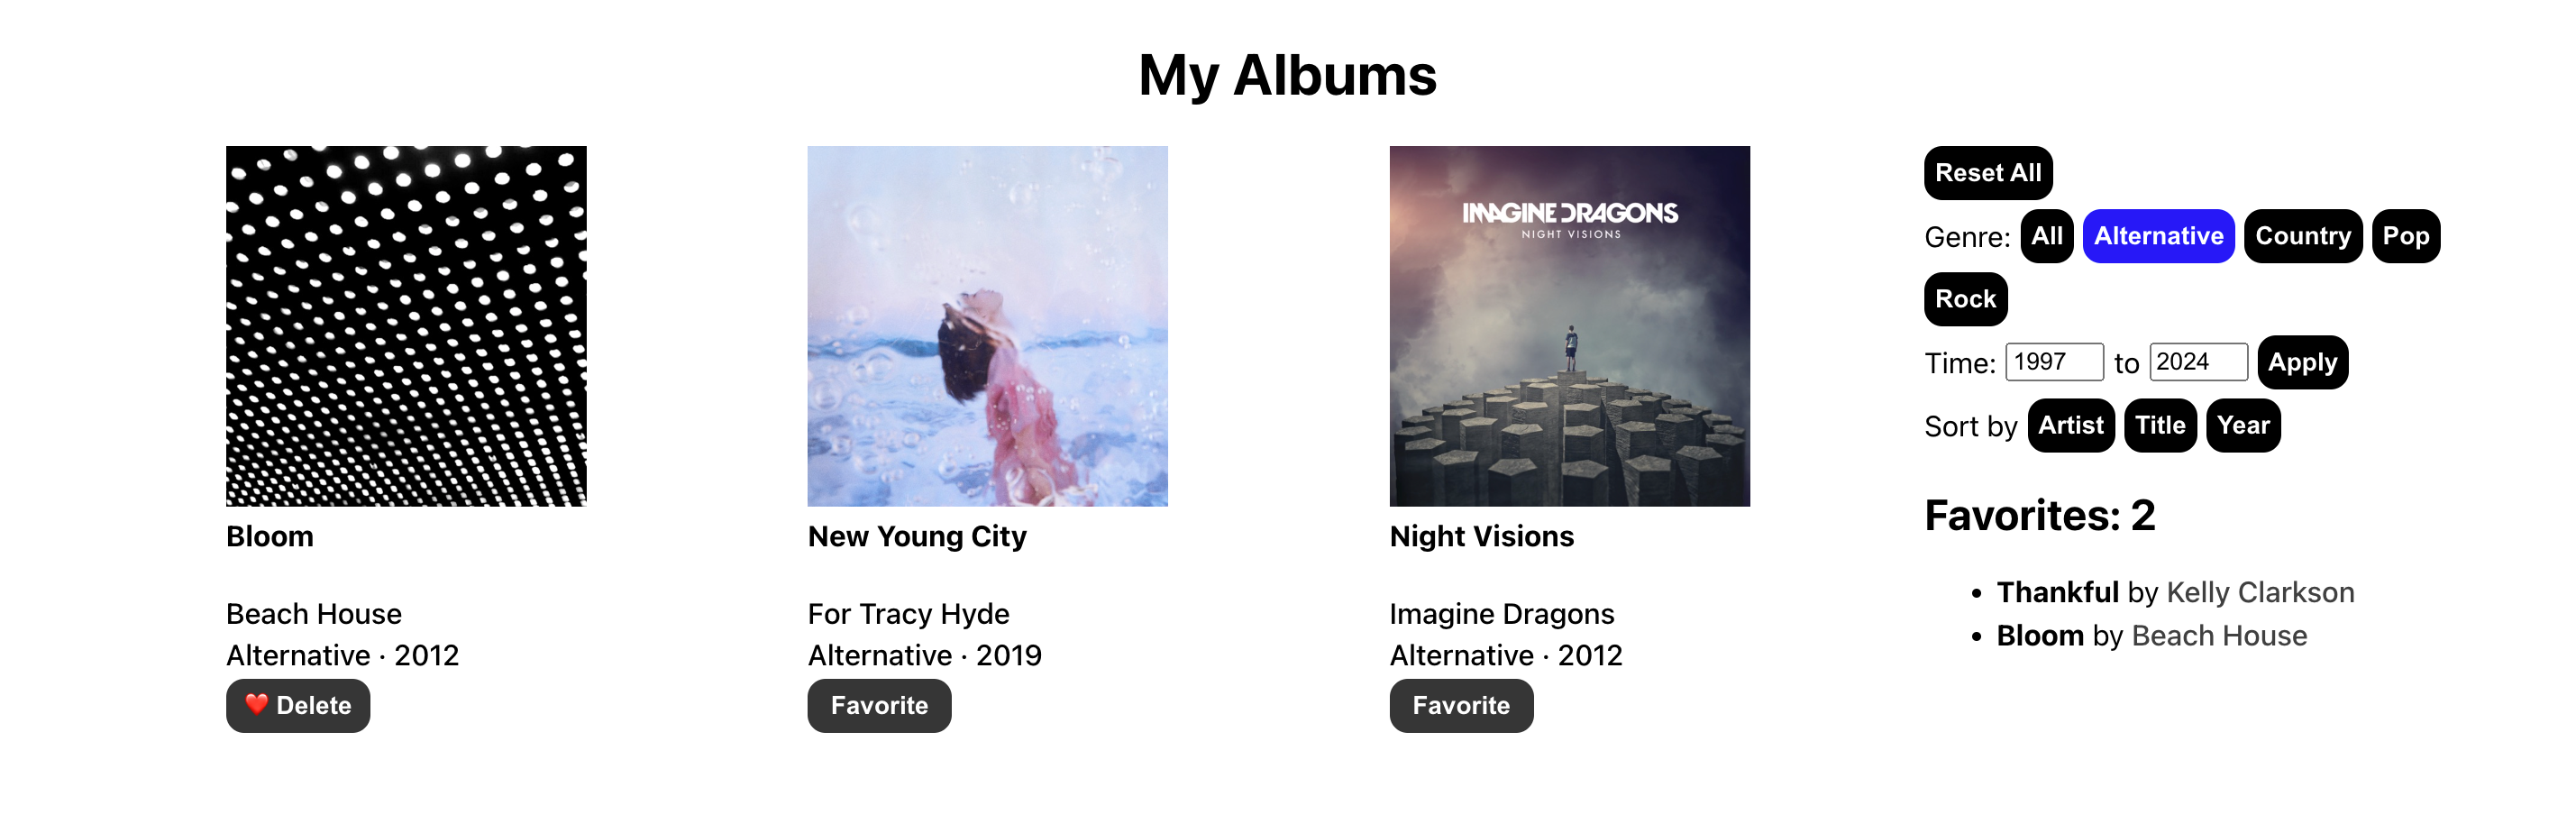 My Albums
IMAGINE DRAGONS
NIGHT VISIONS
Bloom
Beach House
Alternative · 2012
❤️ Delete
New Young City
For Tracy Hyde
Alternative · 2019
Favorite
Night Visions
Imagine Dragons
Alternative · 2012
Favorite
Reset All
Genre: All Alternative Country Pop
Rock
Time: 1997 to 2024 Apply
Sort by Artist Title Year
Favorites: 2
• Thankful by Kelly Clarkson
• Bloom by Beach House